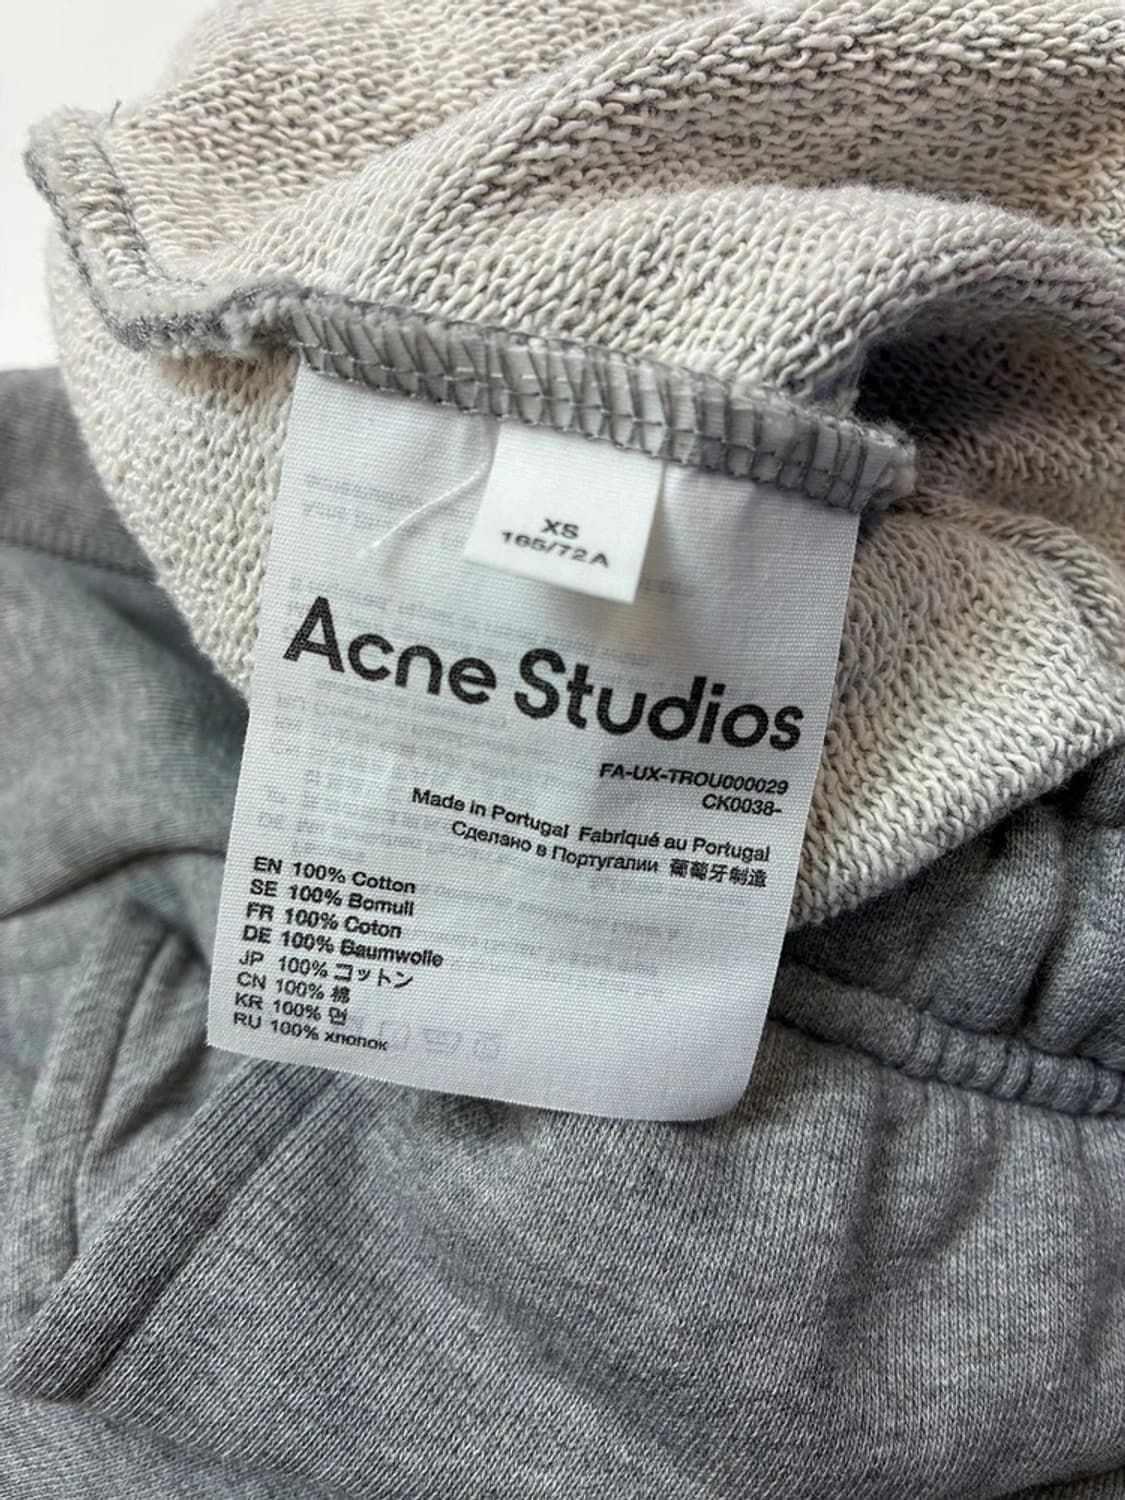 XS
165/72A
Acne Studios
FA-UX-TROU000029
CK0038-
Made in Portugal Fabriqué au Portugal
Сделано в Португалии 葡萄牙制造
EN 100% Cotton
SE 100% Bomull
FR 100% Coton
DE 100% Baumwolle
JP 100% コットン
CN 100% 棉
KR 100% 면
RU 100% хлопок